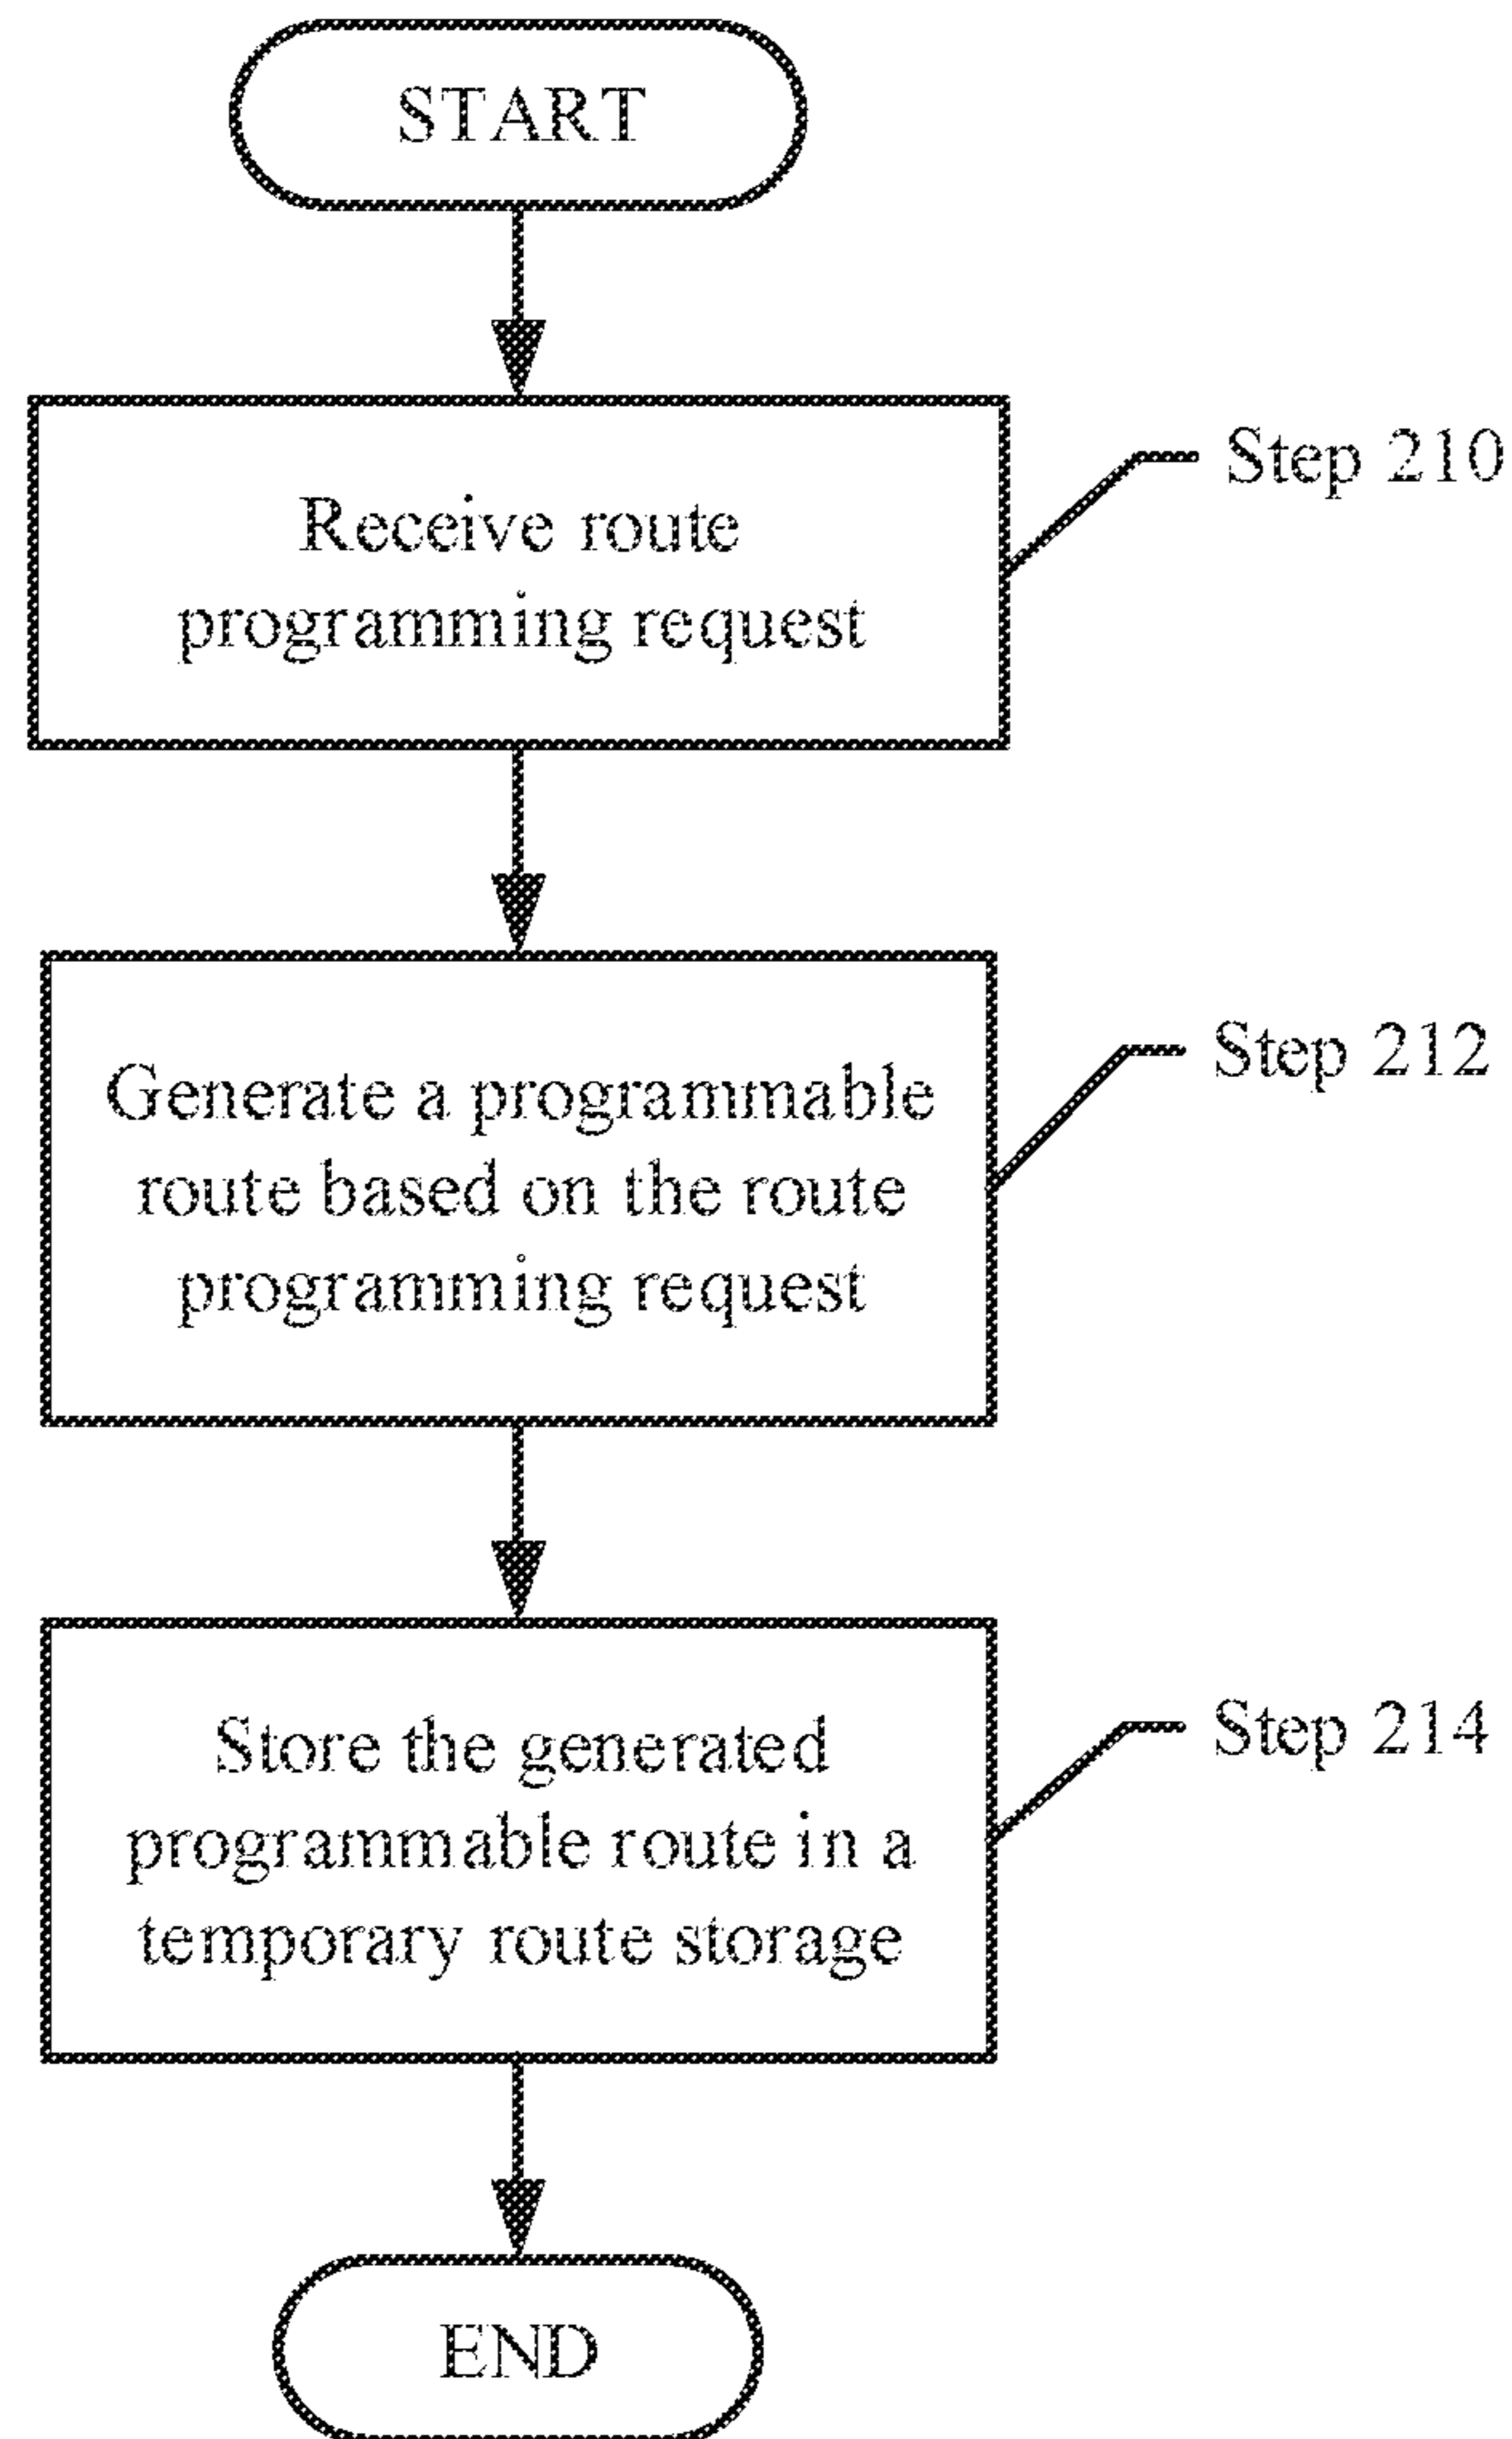 START
Receive route
programming request
Step 210
Generate a programmable
route based on the route
programming request
Step 212
Store the generated
programmable route in a
temporary route storage
Step 214
END